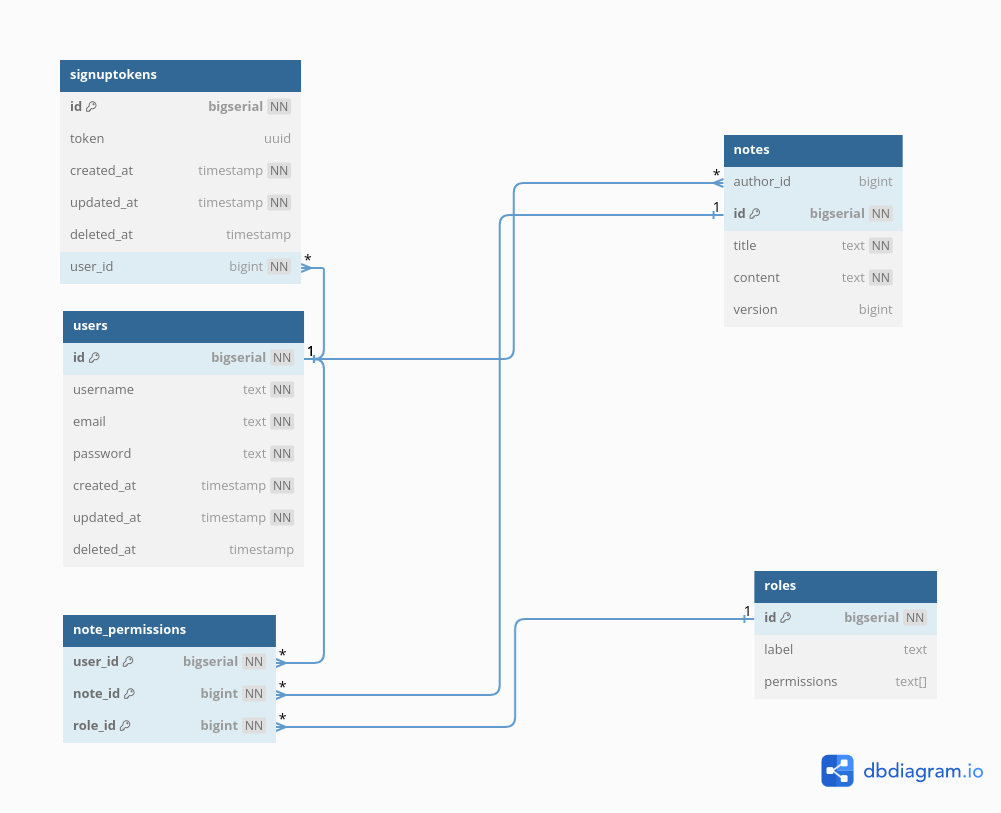 signuptokens
id bigserial NN
token uuid
created_at timestamp NN
updated_at timestamp NN
deleted_at timestamp
user_id bigint NN
*
users
id bigserial NN
1
username text NN
email text NN
password text NN
created_at timestamp NN
updated_at timestamp NN
deleted_at timestamp
note_permissions
user_id bigserial NN
*
note_id bigint NN
*
role_id bigint NN
*
notes
*
author_id bigint
1
id bigserial NN
title text NN
content text NN
version bigint
roles
1
id bigserial NN
label text
permissions text[]
dbdiagram.io